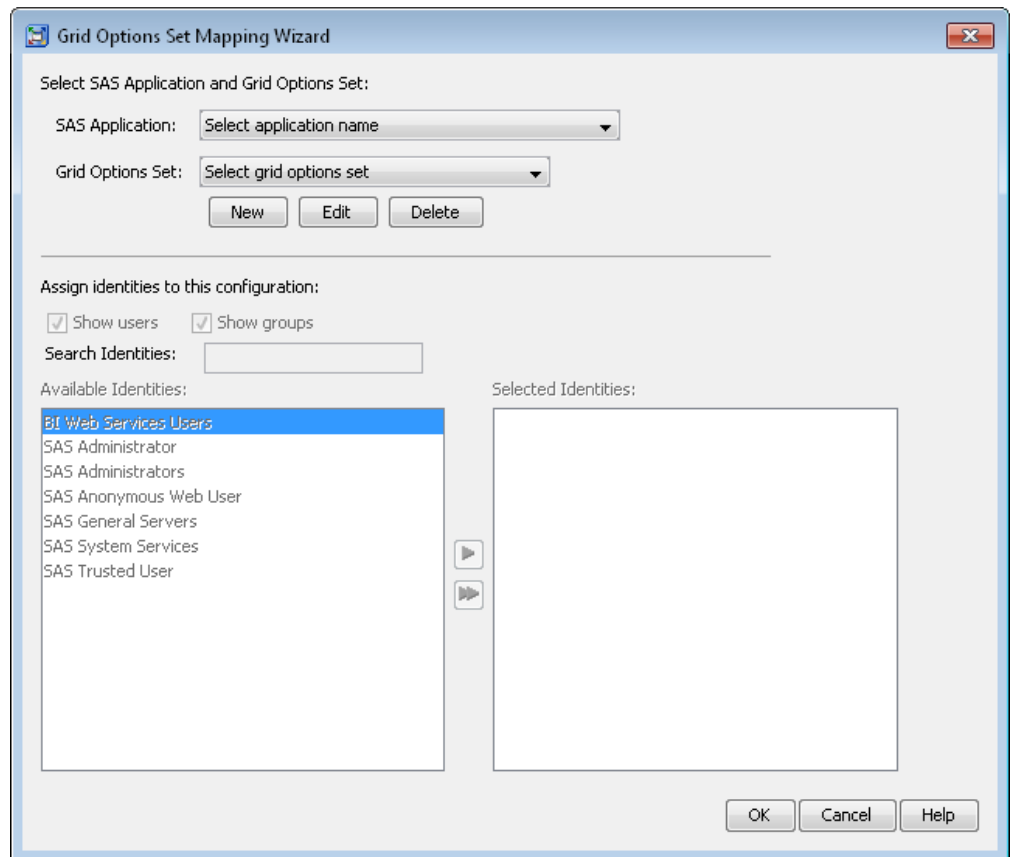 Grid Options Set Mapping Wizard
Select SAS Application and Grid Options Set:
SAS Application: Select application name
Grid Options Set: Select grid options set
New Edit Delete
Assign identities to this configuration:
Show users Show groups
Search Identities:
Available Identities: Selected Identities:
BI Web Services Users
SAS Administrator
SAS Administrators
SAS Anonymous Web User
SAS General Servers
SAS System Services
SAS Trusted User
OK Cancel Help